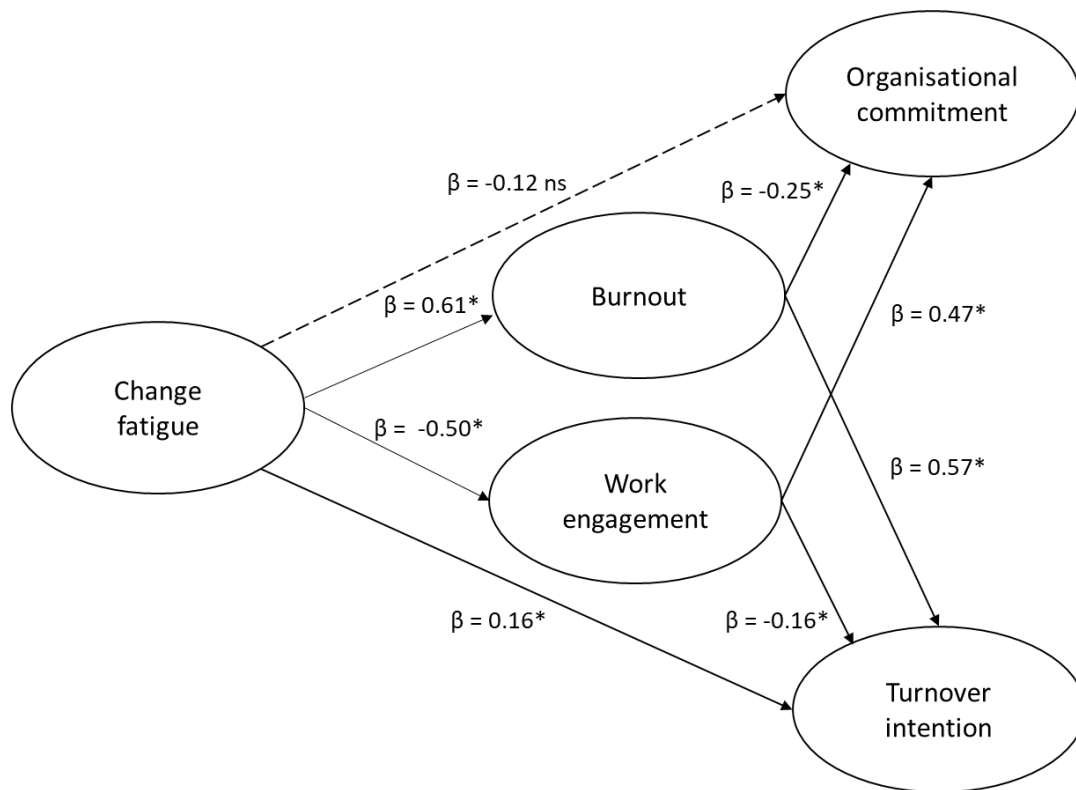 Organisational
commitment
β = -0.12 ns
β = -0.25*
Burnout
β = 0.61*
β = 0.47*
Change
fatigue
β =  -0.50*
Work
engagement
β = 0.57*
β = 0.16*
β = -0.16*
Turnover
intention